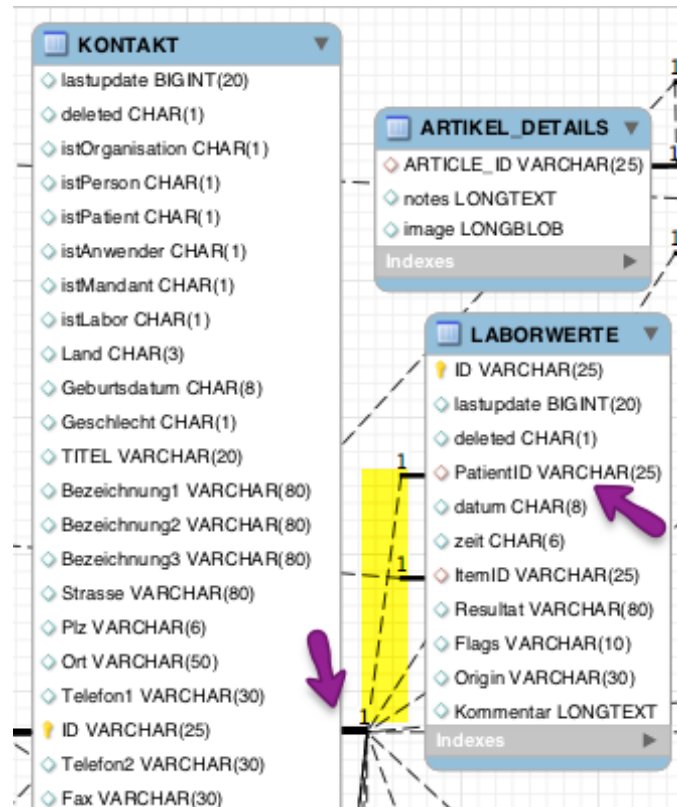 KONTAKT
lastupdate BIGINT(20)
deleted CHAR(1)
istOrganisation CHAR(1)
istPerson CHAR(1)
istPatient CHAR(1)
istAnwender CHAR(1)
istMandant CHAR(1)
istLabor CHAR(1)
Land CHAR(3)
Geburtsdatum CHAR(8)
Geschlecht CHAR(1)
TITEL VARCHAR(20)
Bezeichnung1 VARCHAR(80)
Bezeichnung2 VARCHAR(80)
Bezeichnung3 VARCHAR(80)
Strasse VARCHAR(80)
Plz VARCHAR(6)
Ort VARCHAR(50)
Telefon1 VARCHAR(30)
ID VARCHAR(25)
Telefon2 VARCHAR(30)
Fax VARCHAR(30)
1
1
1
1
1
1
ARTIKEL_DETAILS
ARTICLE_ID VARCHAR(25)
notes LONGTEXT
image LONGBLOB
Indexes
LABORWERTE
ID VARCHAR(25)
lastupdate BIGINT(20)
deleted CHAR(1)
PatientID VARCHAR(25)
datum CHAR(8)
zeit CHAR(6)
ItemID VARCHAR(25)
Resultat VARCHAR(80)
Flags VARCHAR(10)
Origin VARCHAR(30)
Kommentar LONGTEXT
Indexes